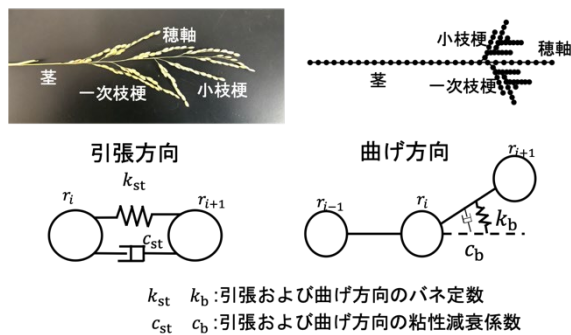 穂軸
茎
一次枝梗
小枝梗
小枝梗
穂軸
茎
一次枝梗
引張方向
k_st
r_i
r_{i+1}
c_st
曲げ方向
r_{i+1}
r_{i-1}
r_i
k_b
c_b
k_st k_b :引張および曲げ方向のバネ定数
c_st c_b :引張および曲げ方向の粘性減衰係数